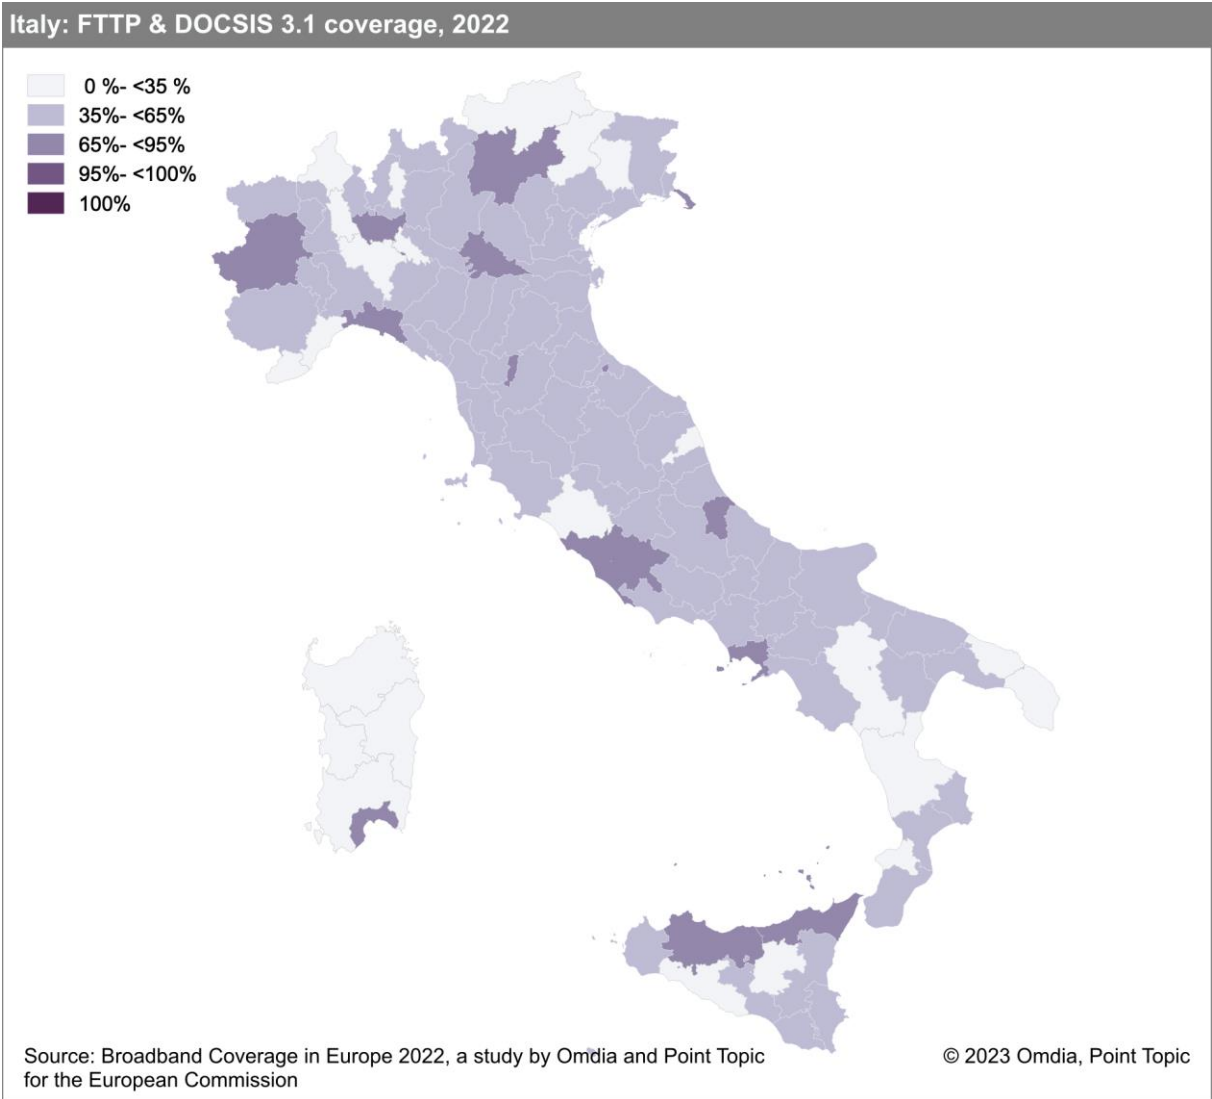 Italy: FTTP & DOCSIS 3.1 coverage, 2022
0 %- <35 %
35%- <65%
65%- <95%
95%- <100%
100%
Source: Broadband Coverage in Europe 2022, a study by Omdia and Point Topic
for the European Commission
© 2023 Omdia, Point Topic